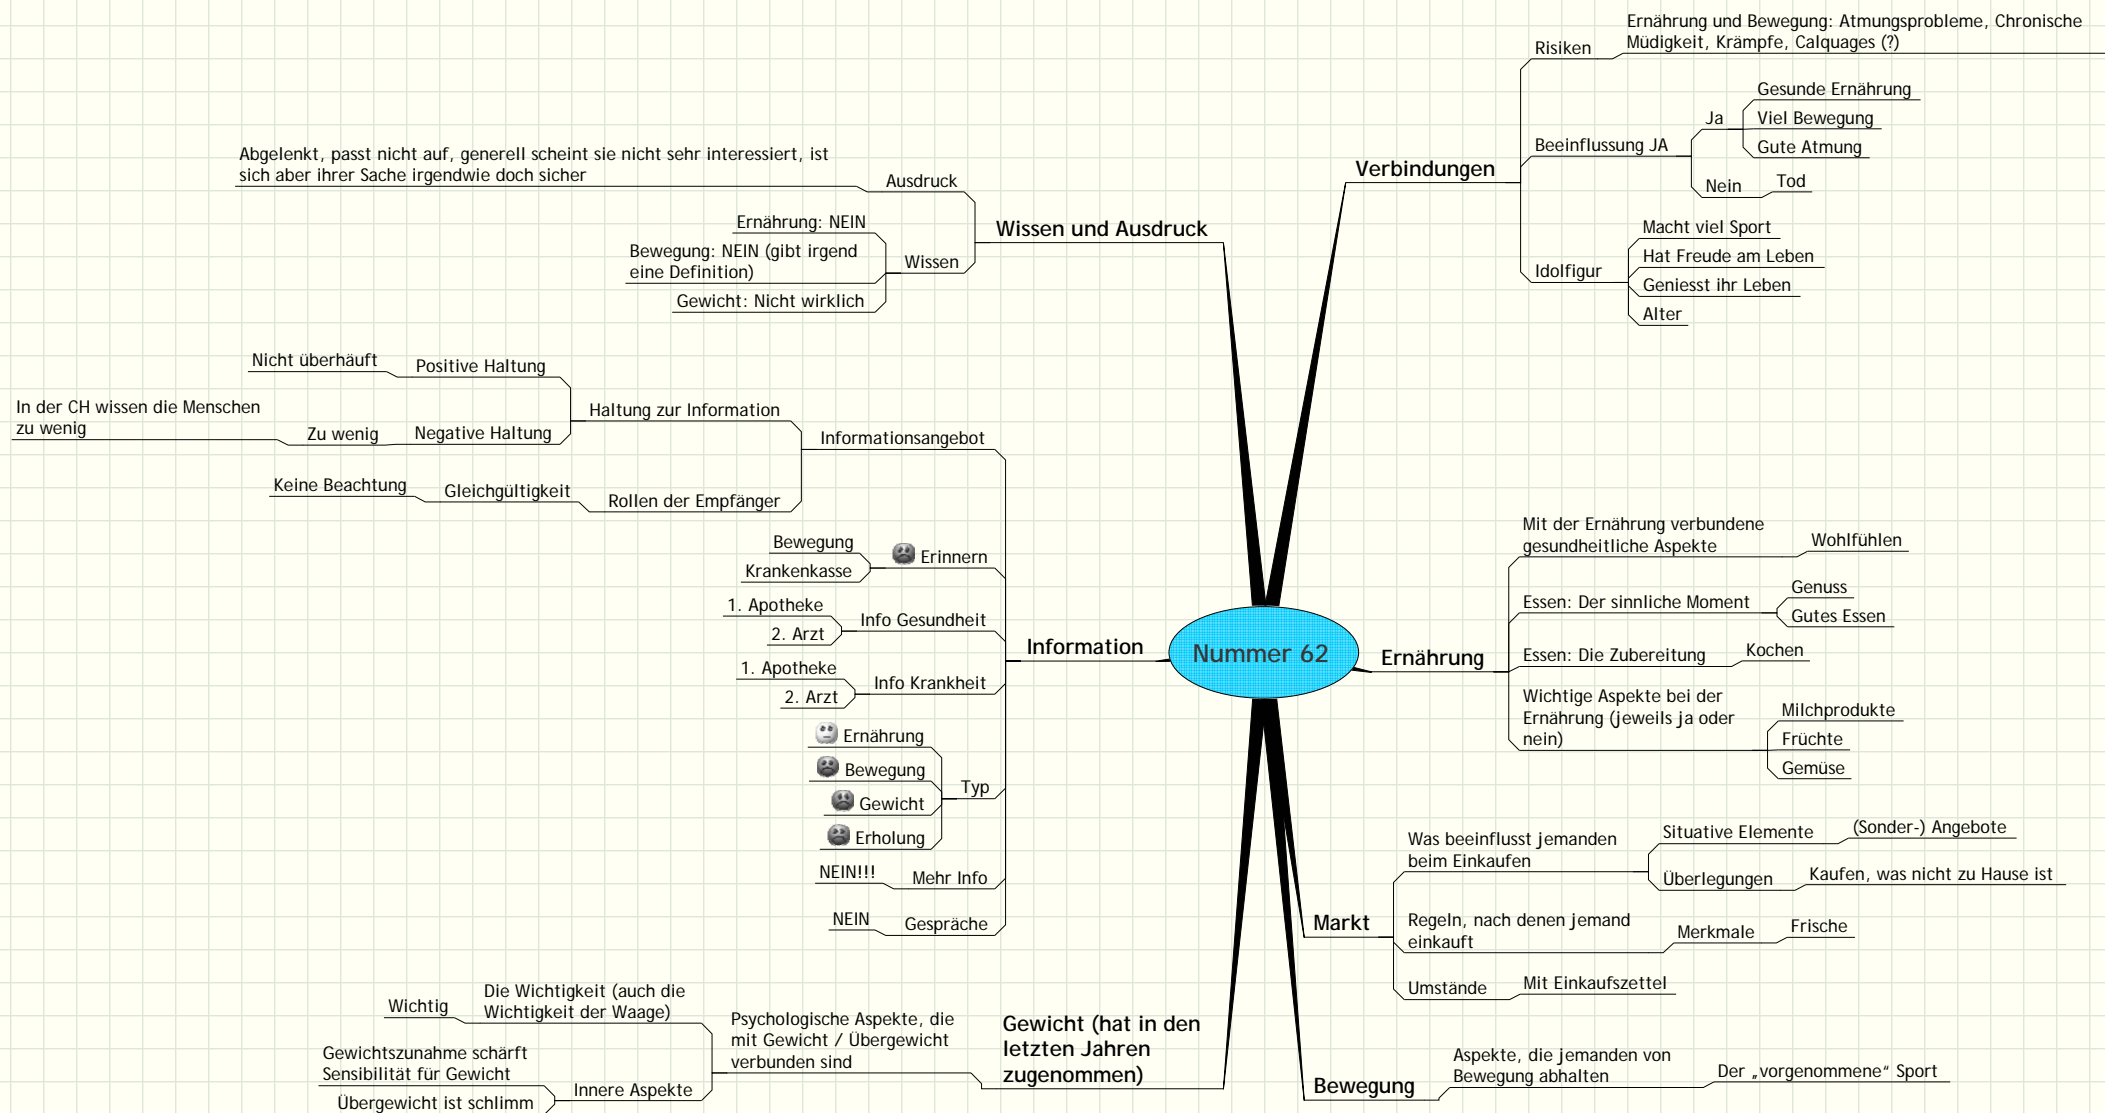 Nummer 62
Verbindungen
Risiken
Ernährung und Bewegung: Atmungsprobleme, Chronische
Müdigkeit, Krämpfe, Calquages (?)
Beeinflussung JA
Ja
Gesunde Ernährung
Viel Bewegung
Gute Atmung
Nein
Tod
Idolfigur
Macht viel Sport
Hat Freude am Leben
Geniesst ihr Leben
Alter
Ernährung
Mit der Ernährung verbundene
gesundheitliche Aspekte
Wohlfühlen
Essen: Der sinnliche Moment
Genuss
Gutes Essen
Essen: Die Zubereitung
Kochen
Wichtige Aspekte bei der
Ernährung (jeweils ja oder
nein)
Milchprodukte
Früchte
Gemüse
Markt
Was beeinflusst jemanden
beim Einkaufen
Situative Elemente
(Sonder-) Angebote
Überlegungen
Kaufen, was nicht zu Hause ist
Regeln, nach denen jemand
einkauft
Merkmale
Frische
Umstände
Mit Einkaufszettel
Bewegung
Aspekte, die jemanden von
Bewegung abhalten
Der „vorgenommene“ Sport
Wissen und Ausdruck
Ausdruck
Abgelenkt, passt nicht auf, generell scheint sie nicht sehr interessiert, ist
sich aber ihrer Sache irgendwie doch sicher
Wissen
Ernährung: NEIN
Bewegung: NEIN (gibt irgend
eine Definition)
Gewicht: Nicht wirklich
Information
Informationsangebot
Haltung zur Information
Positive Haltung
Nicht überhäuft
Negative Haltung
Zu wenig
In der CH wissen die Menschen
zu wenig
Rollen der Empfänger
Gleichgültigkeit
Keine Beachtung
Erinnern
Bewegung
Krankenkasse
Info Gesundheit
1. Apotheke
2. Arzt
Info Krankheit
1. Apotheke
2. Arzt
Typ
Ernährung
Bewegung
Gewicht
Erholung
Mehr Info
NEIN!!!
Gespräche
NEIN
Gewicht (hat in den
letzten Jahren
zugenommen)
Psychologische Aspekte, die
mit Gewicht / Übergewicht
verbunden sind
Die Wichtigkeit (auch die
Wichtigkeit der Waage)
Wichtig
Innere Aspekte
Gewichtszunahme schärft
Sensibilität für Gewicht
Übergewicht ist schlimm